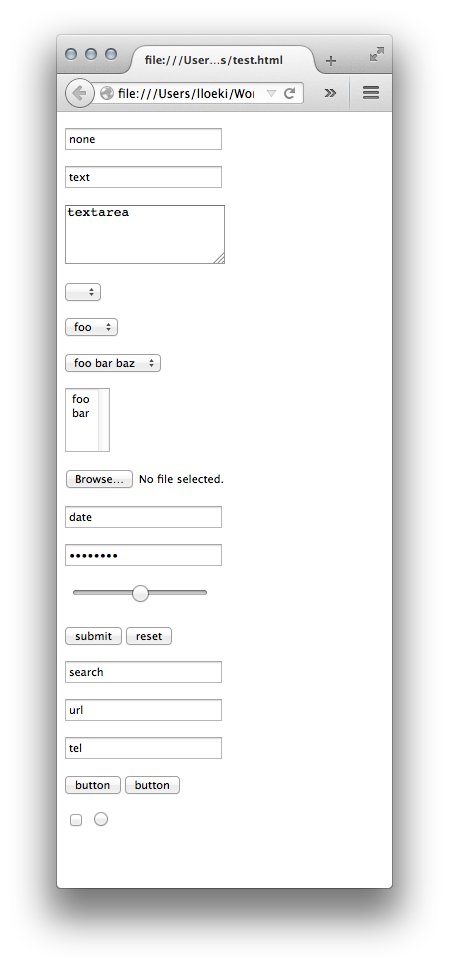 file:///User...s/test.html
file:///Users/lloeki/Wor
none
text
textarea
foo
foo bar baz
foo
bar
Browse... No file selected.
date
••••••••
submit reset
search
url
tel
button button